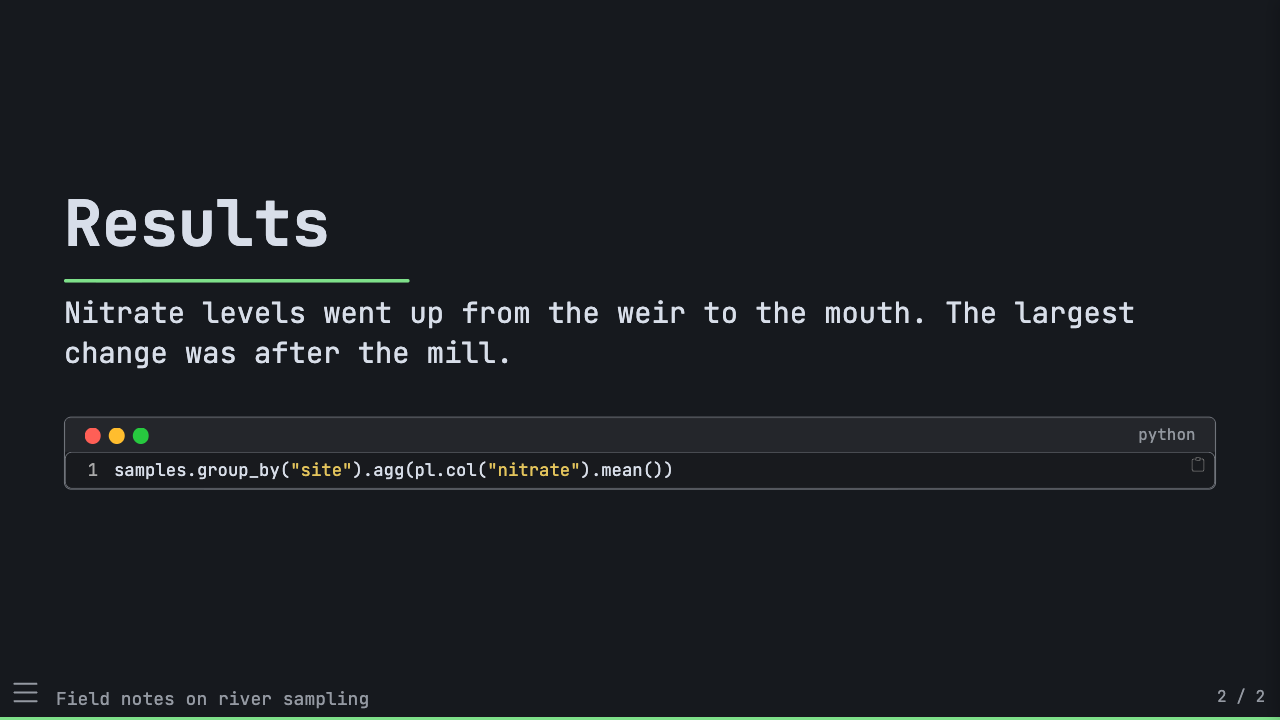 Results
Nitrate levels went up from the weir to the mouth. The largest
change was after the mill.
python
1 samples.group_by("site").agg(pl.col("nitrate").mean())
Field notes on river sampling
2 / 2